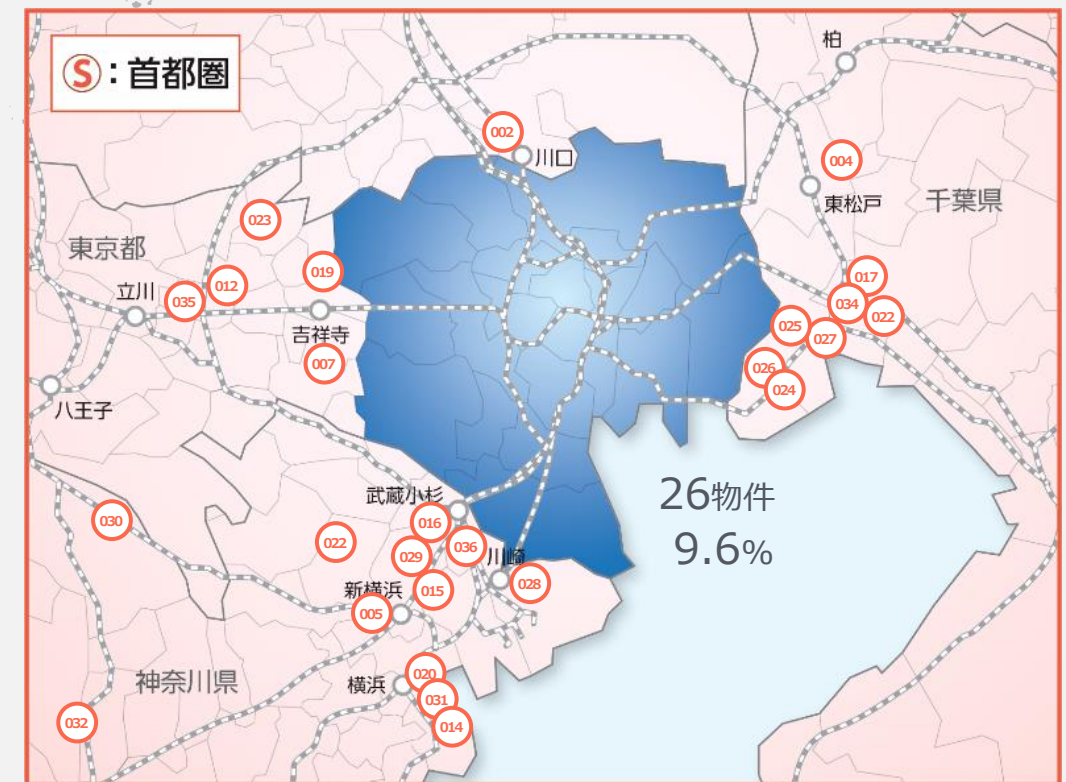 S：首都圏
柏
002
川口
004
東松戸
千葉県
023
東京都
019
立川
012
035
017
034
022
吉祥寺
025
027
007
026
024
八王子
武蔵小杉
26物件
9.6%
016
030
022
036
029
川崎
028
新横浜
015
005
020
神奈川県
横浜
031
032
014